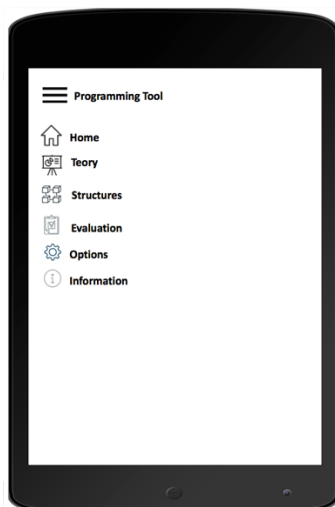 Programming Tool
Home
Teory
Structures
Evaluation
Options
Information